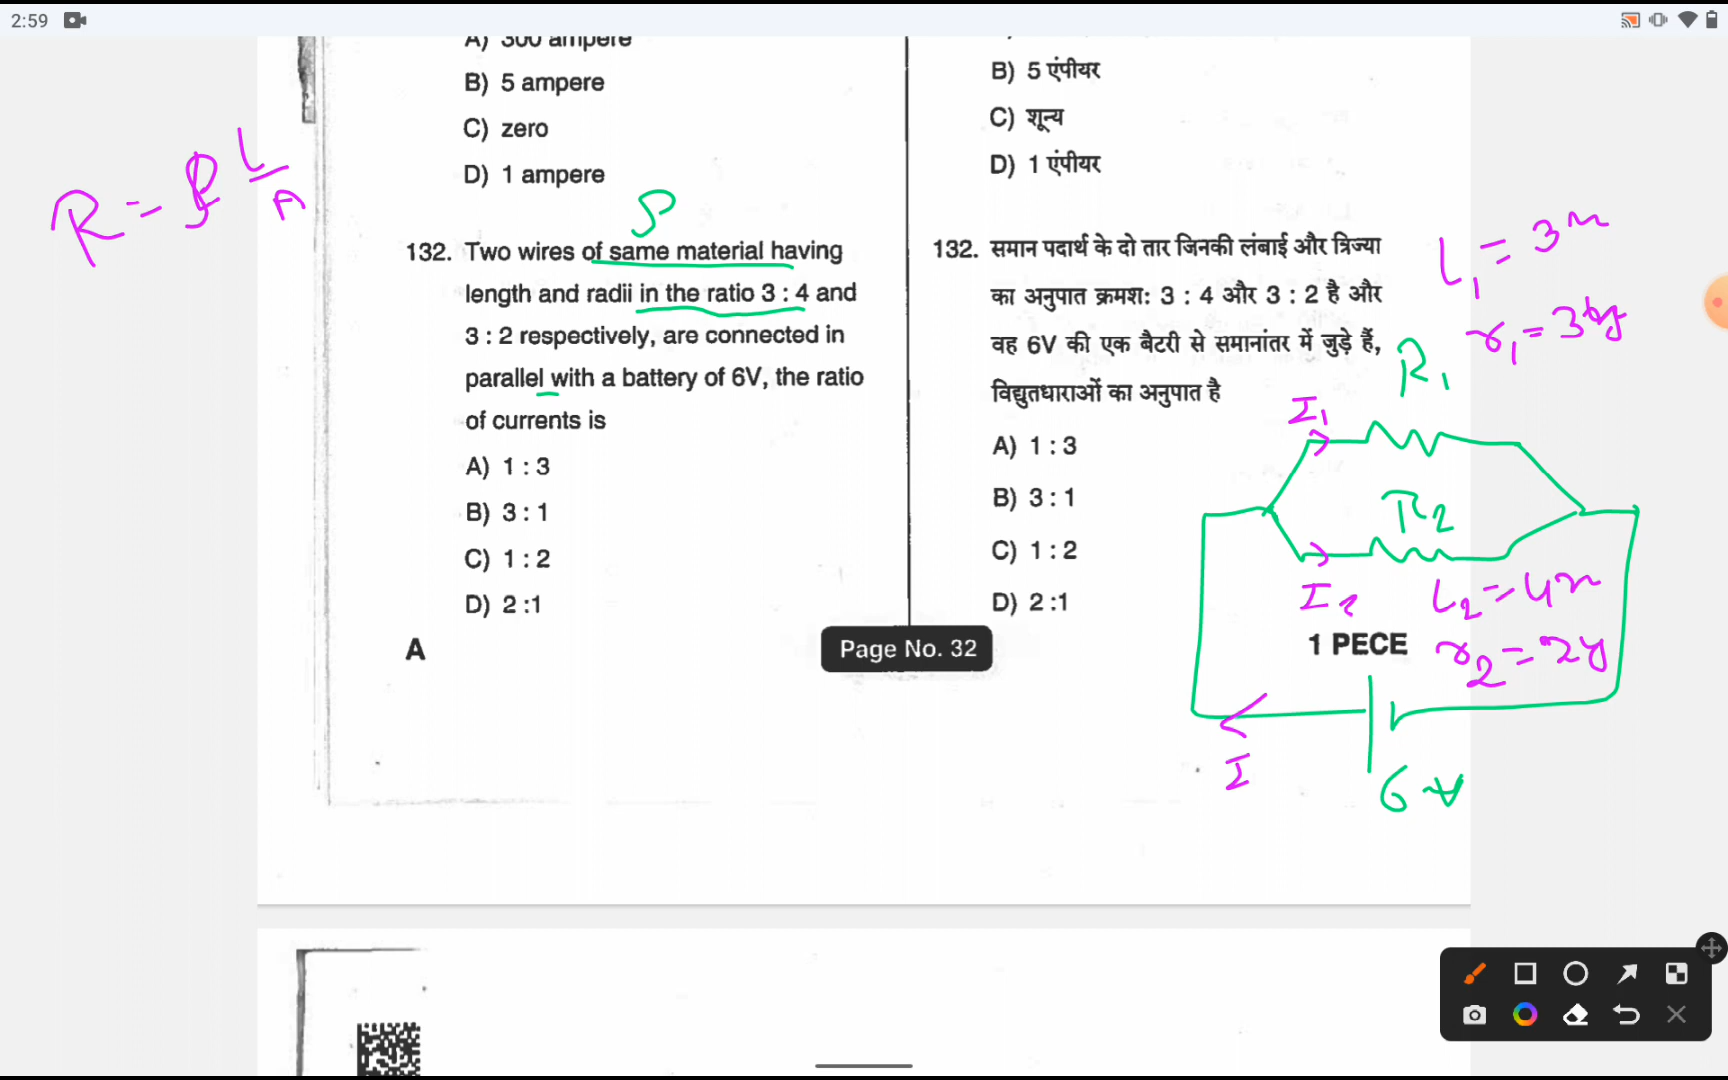 2:59
A) 300 ampere
B) 5 ampere
C) zero
D) 1 ampere
B) 5 एंपीयर
C) शून्य
D) 1 एंपीयर
R = ρ L/A
ρ
132. Two wires of same material having
length and radii in the ratio 3 : 4 and
3 : 2 respectively, are connected in
parallel with a battery of 6V, the ratio
of currents is
A) 1 : 3
B) 3 : 1
C) 1 : 2
D) 2 :1
A
132. समान पदार्थ के दो तार जिनकी लंबाई और त्रिज्या
का अनुपात क्रमश: 3 : 4 और 3 : 2 है और
वह 6V की एक बैटरी से समानांतर में जुड़े हैं,
विद्युतधाराओं का अनुपात है
A) 1 : 3
B) 3 : 1
C) 1 : 2
D) 2 :1
Page No. 32
1 PECE
L1 = 3x
r1 = 3y
R1
I1
R2
I2
L2 = 4x
r2 = 2y
I
6 V